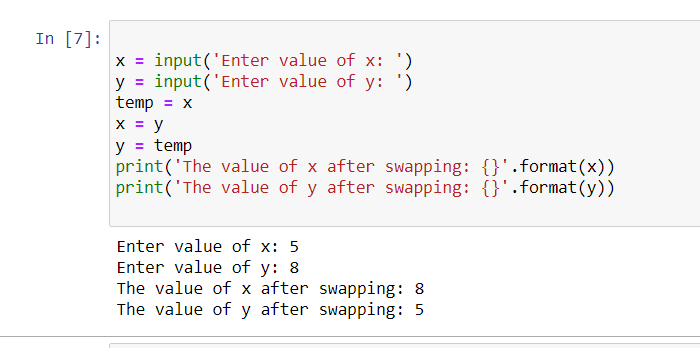 In [7]:
x = input('Enter value of x: ')
y = input('Enter value of y: ')
temp = x
x = y
y = temp
print('The value of x after swapping: {}'.format(x))
print('The value of y after swapping: {}'.format(y))
Enter value of x: 5
Enter value of y: 8
The value of x after swapping: 8
The value of y after swapping: 5